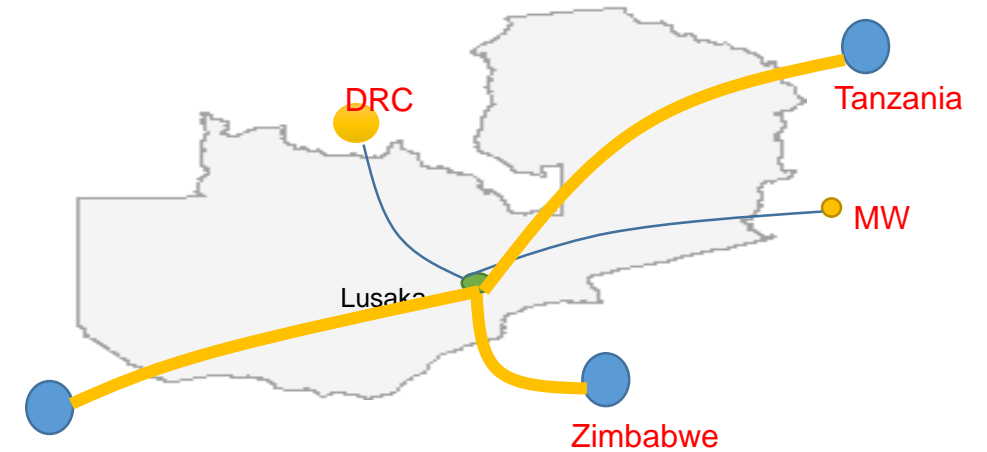 DRC
Tanzania
MW
Lusaka
Zimbabwe